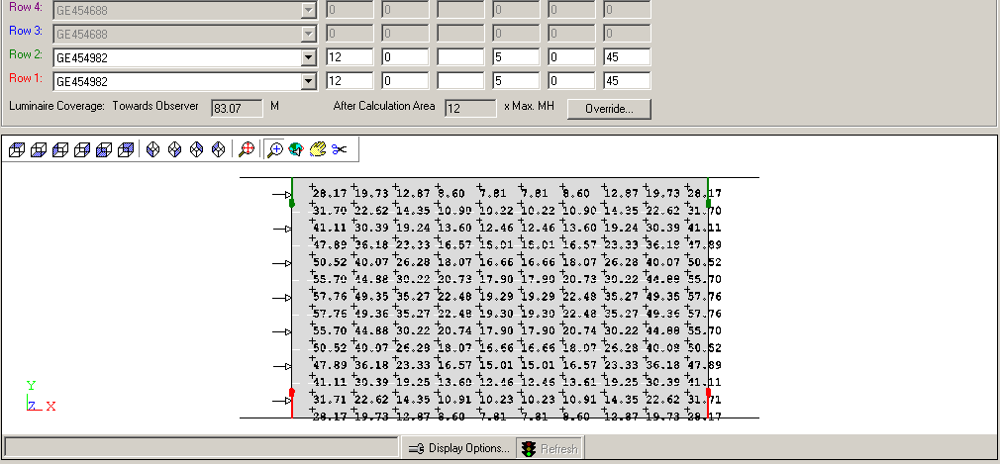 Row 4: GE454688 0 0 0 0 0
Row 3: GE454688 0 0 0 0 0
Row 2: GE454982 12 0 5 0 45
Row 1: GE454982 12 0 5 0 45
Luminaire Coverage: Towards Observer 83.07 M After Calculation Area 12 x Max. MH Override...
28.17 19.73 12.87 8.60 7.81 7.81 8.60 12.87 19.73 28.17
31.70 22.62 14.35 10.90 10.22 10.22 10.90 14.35 22.62 31.70
41.11 30.39 19.24 13.60 12.46 12.46 13.60 19.24 30.39 41.11
47.89 36.18 23.33 16.57 15.01 15.01 16.57 23.33 36.18 47.89
50.52 40.07 26.28 18.07 16.66 16.66 18.07 26.28 40.07 50.52
55.70 44.88 30.22 20.73 17.90 17.90 20.73 30.22 44.88 55.70
57.76 49.35 35.27 22.48 19.29 19.29 22.48 35.27 49.35 57.76
57.76 49.36 35.27 22.48 19.30 19.30 22.48 35.27 49.36 57.76
55.70 44.88 30.22 20.74 17.90 17.90 20.74 30.22 44.88 55.70
50.52 40.07 26.28 18.07 16.66 16.66 18.07 26.28 40.08 50.52
47.89 36.18 23.33 16.57 15.01 15.01 16.57 23.33 36.18 47.89
41.11 30.39 19.25 13.60 12.46 12.46 13.61 19.25 30.39 41.11
31.71 22.62 14.35 10.91 10.23 10.23 10.91 14.35 22.62 31.71
28.17 19.73 12.87 8.60 7.81 7.81 8.60 12.87 19.73 28.17
Y
Z X
Display Options... Refresh